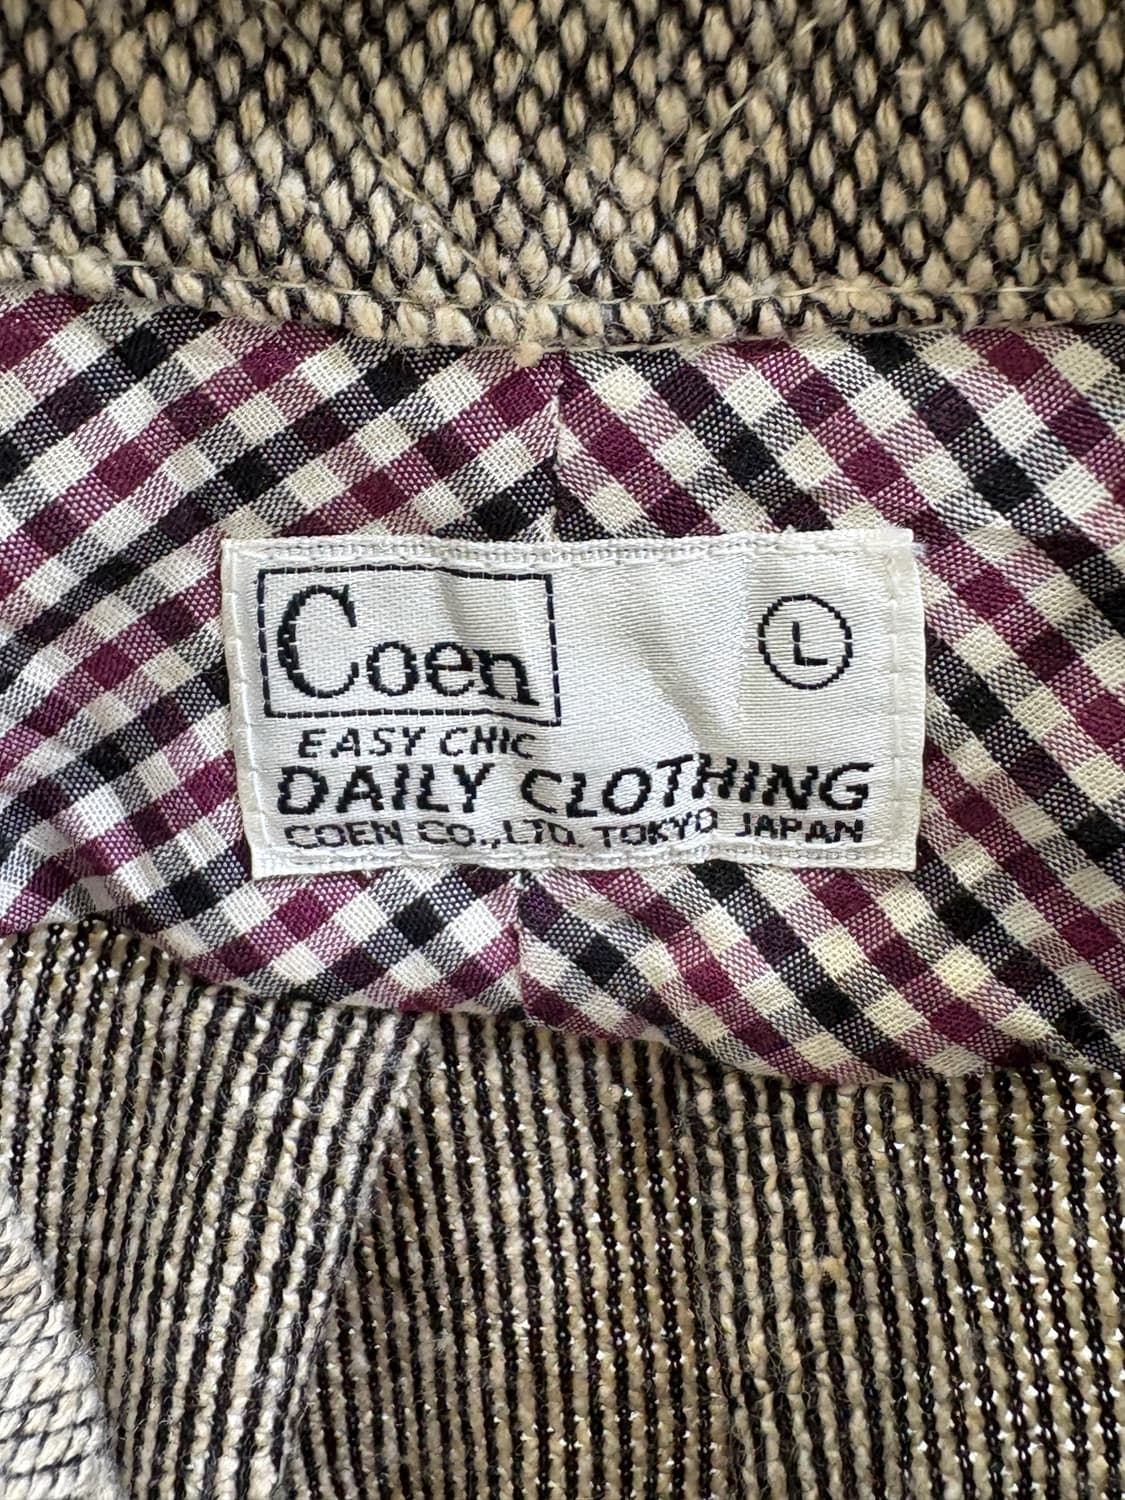 Coen
L
EASY CHIC
DAILY CLOTHING
COEN CO.,LTD. TOKYO JAPAN